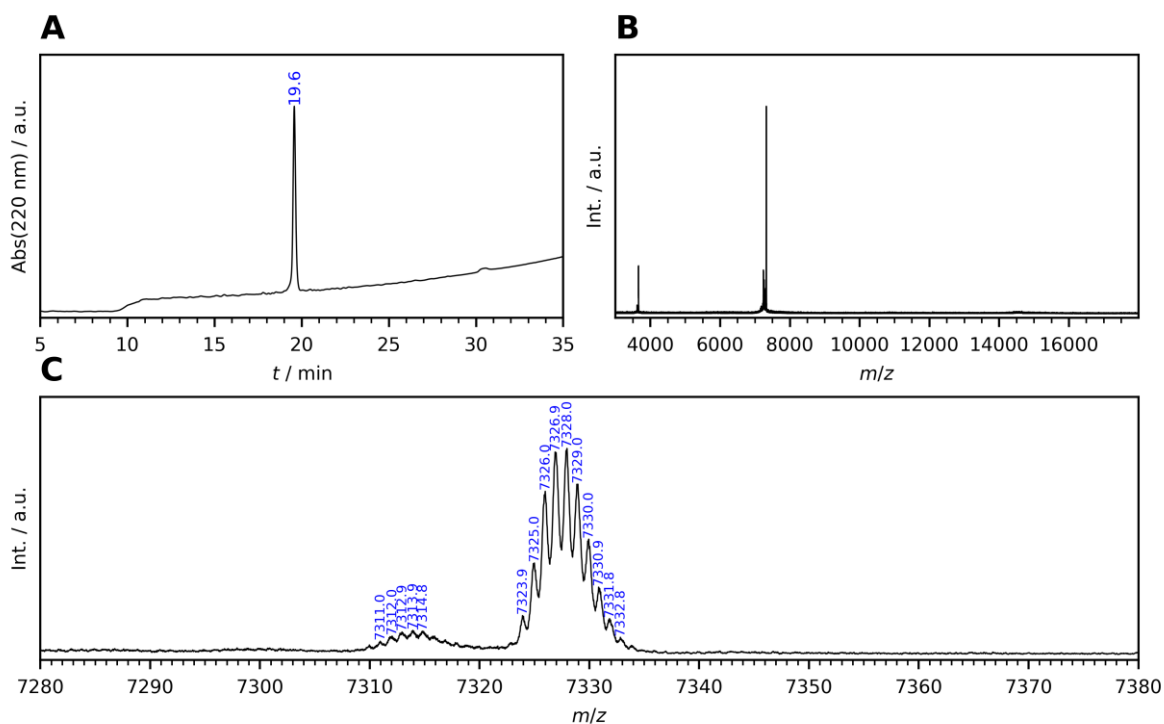 A
B
Abs(220 nm) / a.u.
19.6
5 10 15 20 25 30 35
t / min
Int. / a.u.
4000 6000 8000 10000 12000 14000 16000
m/z
C
Int. / a.u.
7311.0
7312.0
7312.9
7313.9
7314.8
7323.9
7325.0
7326.0
7326.9
7328.0
7329.0
7330.0
7330.9
7331.8
7332.8
7280 7290 7300 7310 7320 7330 7340 7350 7360 7370 7380
m/z